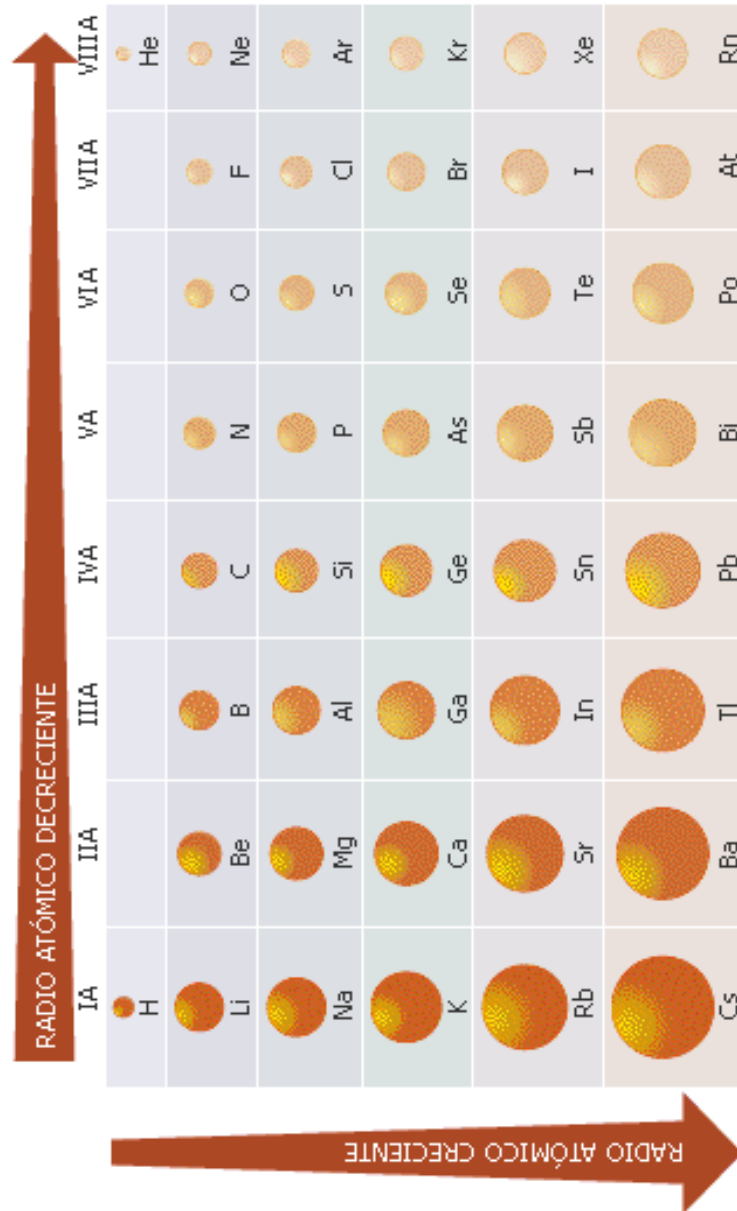 RADIO ATÓMICO DECRECIENTE
IA IIA IIIA IVA VA VIA VIIA VIIIA
H He
Li Be B C N O F Ne
Na Mg Al Si P S Cl Ar
K Ca Ga Ge As Se Br Kr
Rb Sr In Sn Sb Te I Xe
Cs Ba Tl Pb Bi Po At Rn
RADIO ATÓMICO CRECIENTE